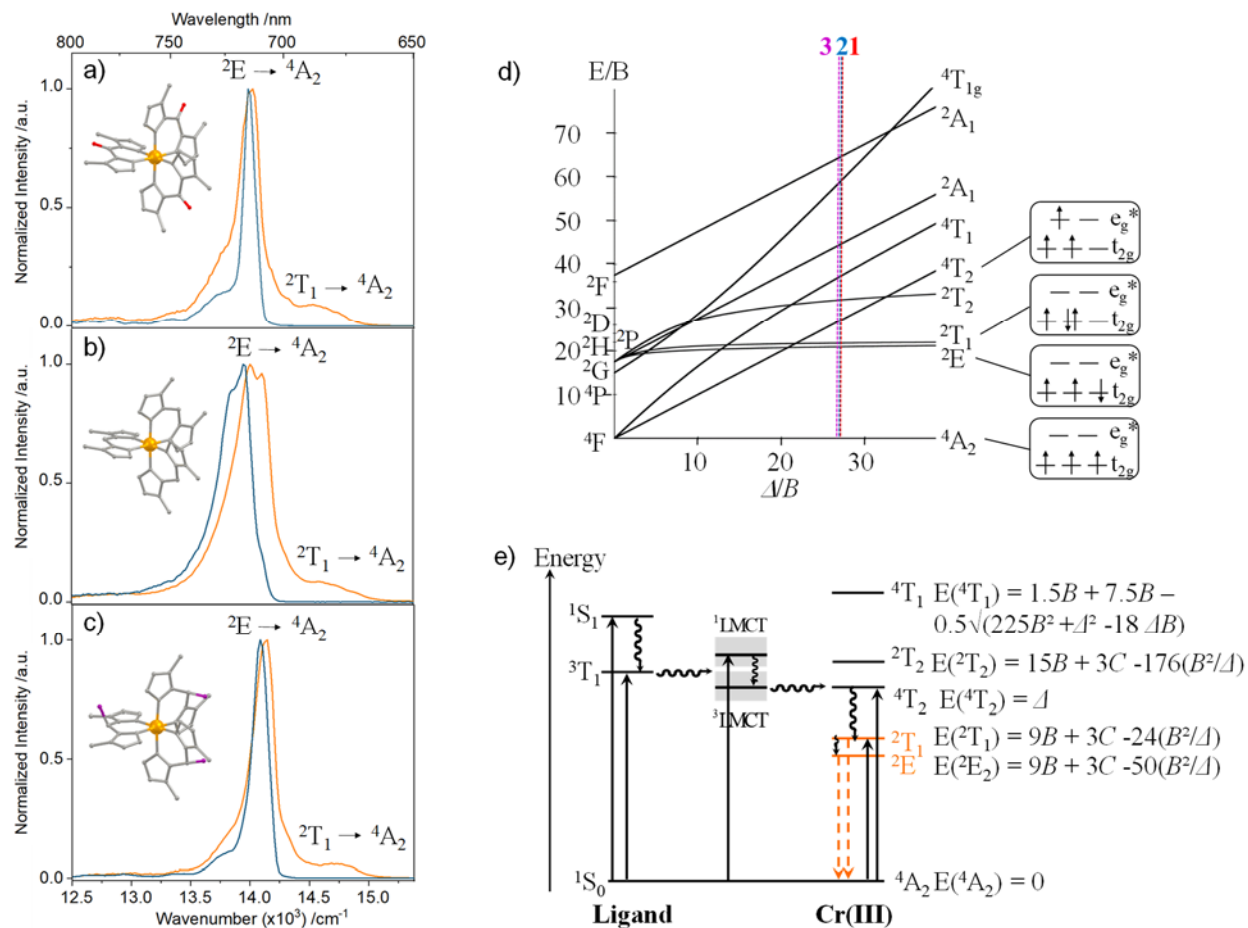 Wavelength /nm
800 750 700 650
a)
²E → ⁴A₂
²T₁ → ⁴A₂
Normalized Intensity /a.u.
1.0
0.5
0.0
b)
²E → ⁴A₂
²T₁ → ⁴A₂
Normalized Intensity /a.u.
1.0
0.5
0.0
c)
²E → ⁴A₂
²T₁ → ⁴A₂
Normalized Intensity /a.u.
1.0
0.5
0.0
12.5 13.0 13.5 14.0 14.5 15.0
Wavenumber (x10³) /cm⁻¹
d)
3 2 1
E/B
70
60
50
40
30
20
10
²F
²D
²P
²H
²G
⁴P
⁴F
10 20 30
Δ/B
⁴T₁g
²A₁
²A₁
⁴T₁
⁴T₂
²T₂
²T₁
²E
⁴A₂
e_g*
t₂g
e_g*
t₂g
e_g*
t₂g
e_g*
t₂g
e)
Energy
¹S₁
³T₁
¹S₀
Ligand
¹LMCT
³LMCT
⁴T₁ E(⁴T₁) = 1.5B + 7.5B –
0.5√(225B² +Δ² -18 ΔB)
²T₂ E(²T₂) = 15B + 3C -176(B²/Δ)
⁴T₂ E(⁴T₂) = Δ
²T₁ E(²T₁) = 9B + 3C -24(B²/Δ)
²E E(²E₂) = 9B + 3C -50(B²/Δ)
⁴A₂ E(⁴A₂) = 0
Cr(III)